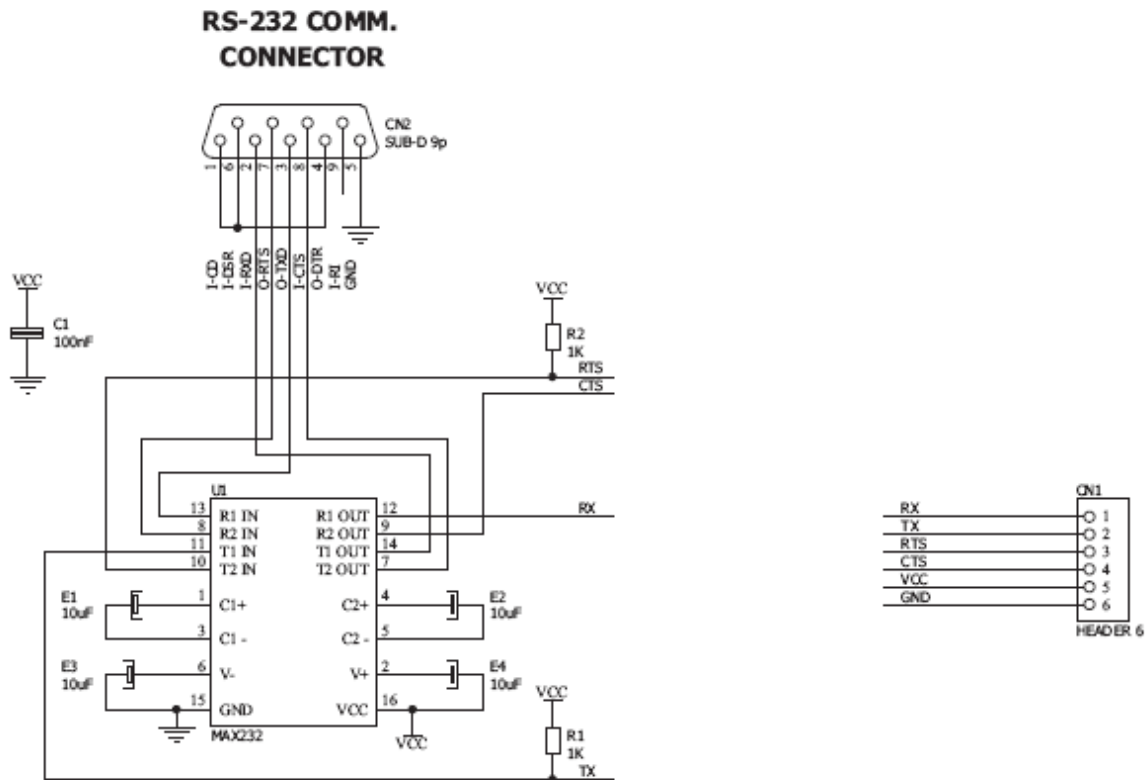 RS-232 COMM.
CONNECTOR
CN2
SUB-D 9p
1 6 2 7 3 8 4 9 5
I-CD
I-DSR
I-RXD
O-RTS
O-TXD
I-CTS
O-DTR
I-RI
GND
VCC
C1
100nF
VCC
R2
1K
RTS
CTS
U1
13 R1 IN R1 OUT 12 RX
8 R2 IN R2 OUT 9
11 T1 IN T1 OUT 14
10 T2 IN T2 OUT 7
E1
10uF
1 C1+ C2+ 4
3 C1 - C2 - 5
E2
10uF
E3
10uF
6 V- V+ 2
15 GND VCC 16
E4
10uF
MAX232
VCC
VCC
R1
1K
TX
CN1
RX 1
TX 2
RTS 3
CTS 4
VCC 5
GND 6
HEADER 6